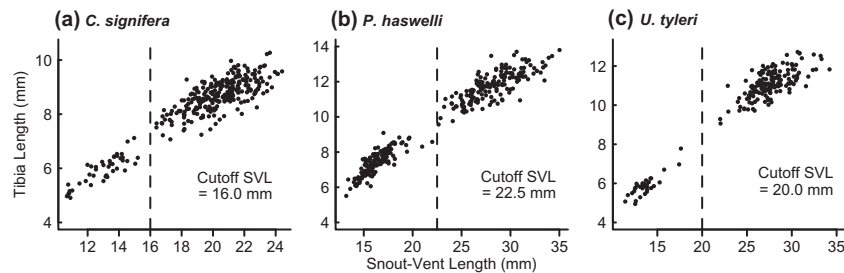 (a) C. signifera
(b) P. haswelli
(c) U. tyleri
Tibia Length (mm)
10
8
6
4
Cutoff SVL
= 16.0 mm
12 14 16 18 20 22 24
14
12
10
8
6
4
Cutoff SVL
= 22.5 mm
15 20 25 30 35
12
10
8
6
4
Cutoff SVL
= 20.0 mm
15 20 25 30 35
Snout-Vent Length (mm)